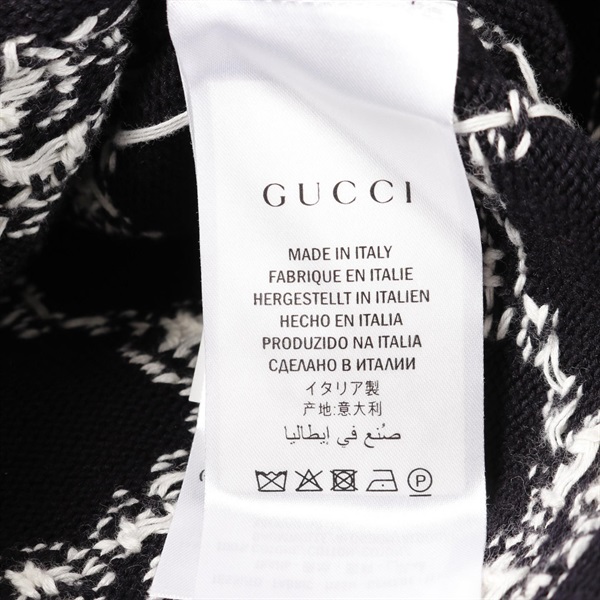 GUCCI
MADE IN ITALY
FABRIQUE EN ITALIE
HERGESTELLT IN ITALIEN
HECHO EN ITALIA
PRODUZIDO NA ITALIA
СДЕЛАНО В ИТАЛИИ
イタリア製
产地:意大利
صُنع في إيطاليا
P